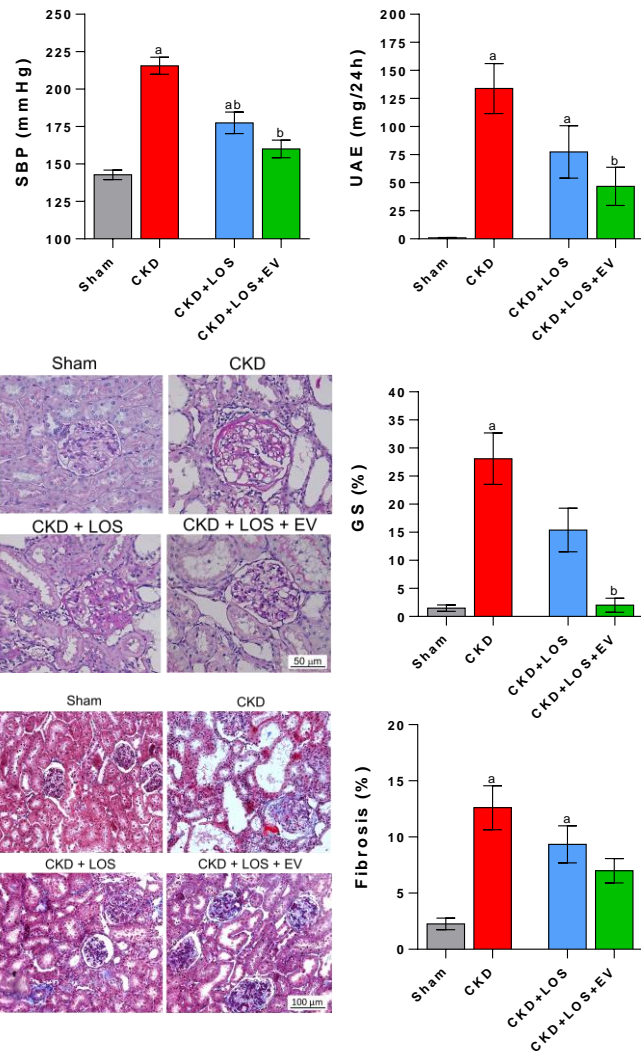 250
225
200
175
150
125
100
SBP (mmHg)
a
ab
b
Sham
CKD
CKD+LOS
CKD+LOS+EV
200
175
150
125
100
75
50
25
0
UAE (mg/24h)
a
a
b
Sham
CKD
CKD+LOS
CKD+LOS+EV
Sham
CKD
CKD + LOS
CKD + LOS + EV
50 μm
40
35
30
25
20
15
10
5
0
GS (%)
a
b
Sham
CKD
CKD+LOS
CKD+LOS+EV
Sham
CKD
CKD + LOS
CKD + LOS + EV
100 μm
20
15
10
5
0
Fibrosis (%)
a
a
Sham
CKD
CKD+LOS
CKD+LOS+EV